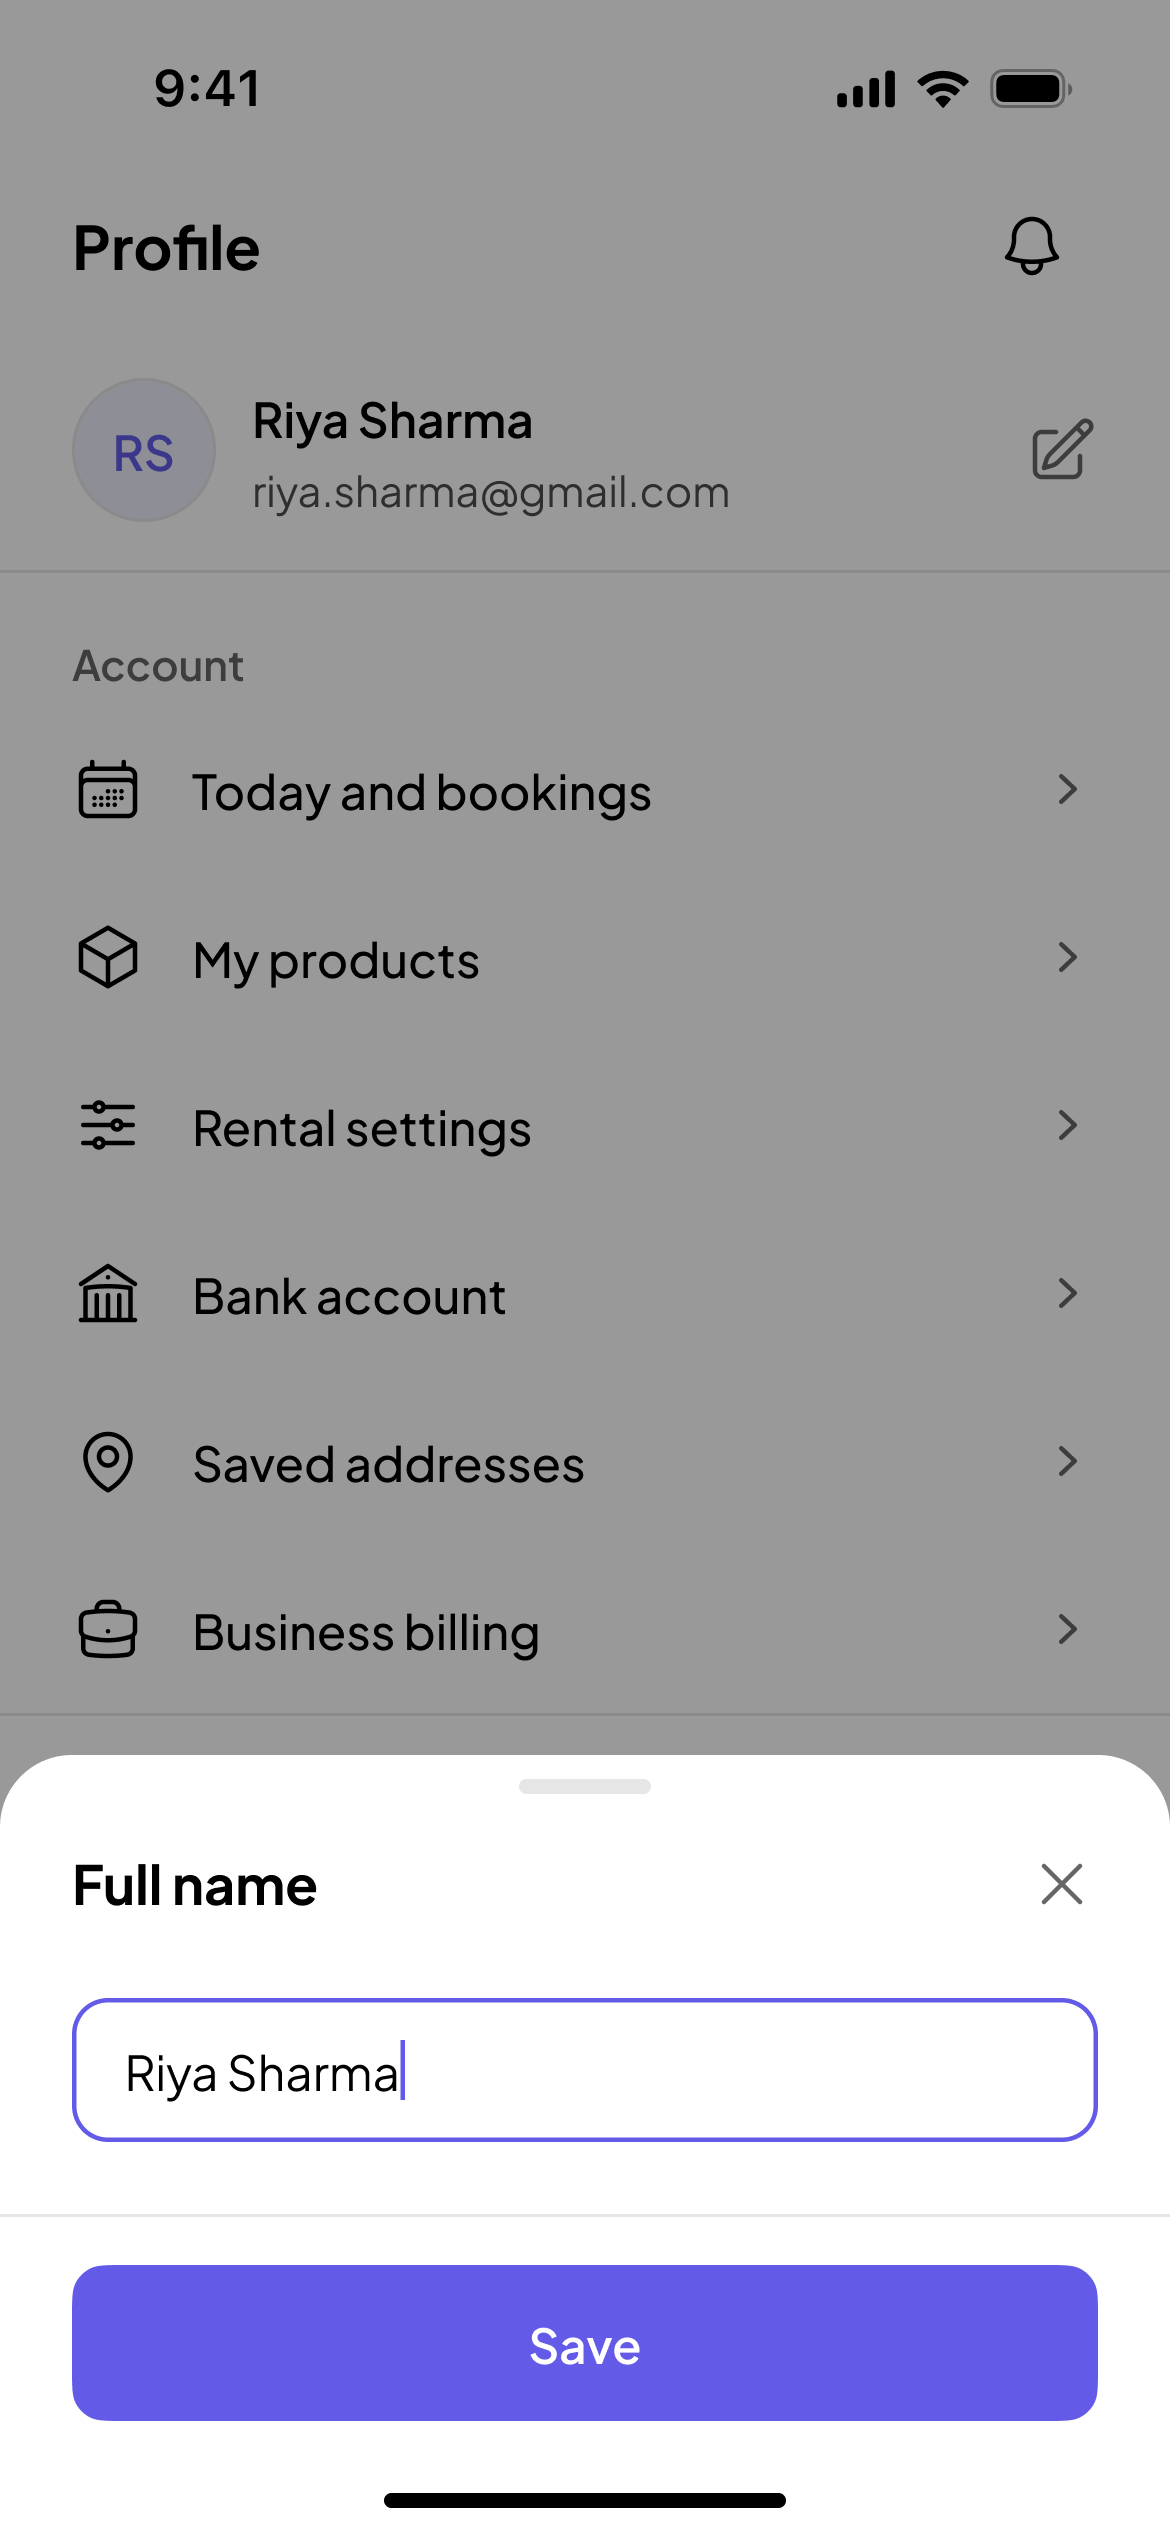 9:41
Profile
RS
Riya Sharma
riya.sharma@gmail.com
Account
Today and bookings
My products
Rental settings
Bank account
Saved addresses
Business billing
Full name
Riya Sharma
Save